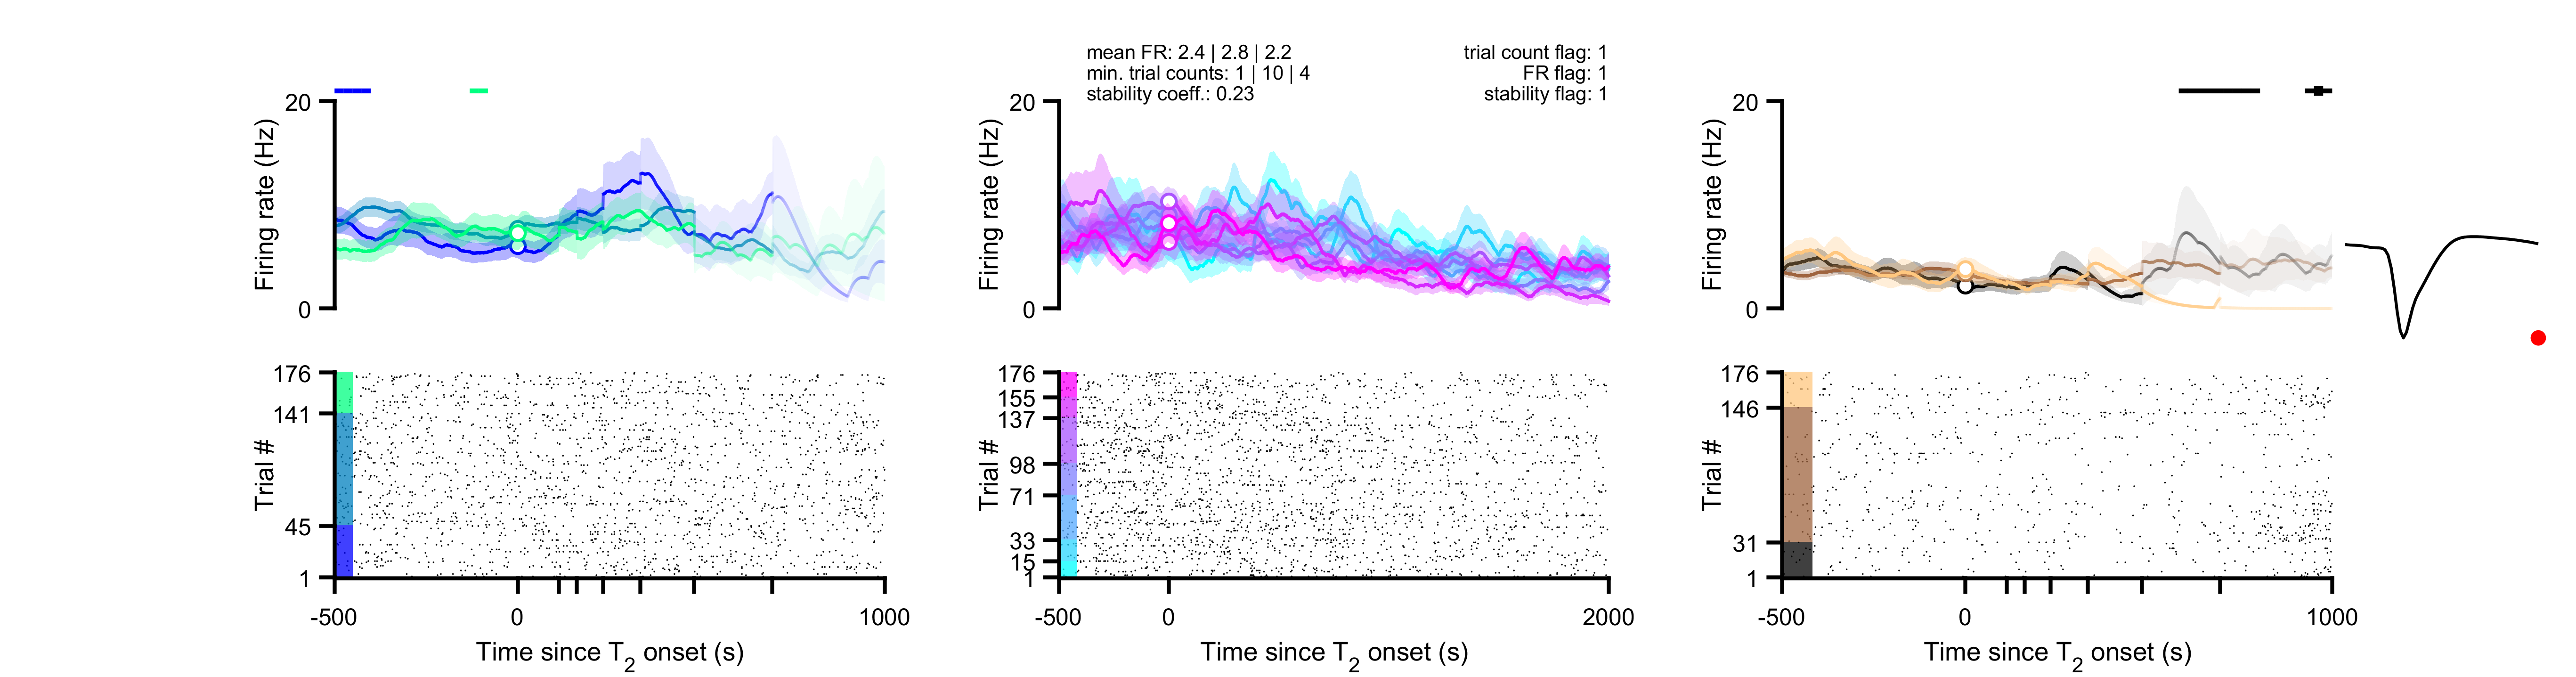 mean FR: 2.4 | 2.8 | 2.2
min. trial counts: 1 | 10 | 4
stability coeff.: 0.23
trial count flag: 1
FR flag: 1
stability flag: 1
20
0
Firing rate (Hz)
176
141
45
1
Trial #
-500
0
1000
Time since T2 onset (s)
20
0
Firing rate (Hz)
176
155
137
98
71
33
15
1
Trial #
-500
0
2000
Time since T2 onset (s)
20
0
Firing rate (Hz)
176
146
31
1
Trial #
-500
0
1000
Time since T2 onset (s)